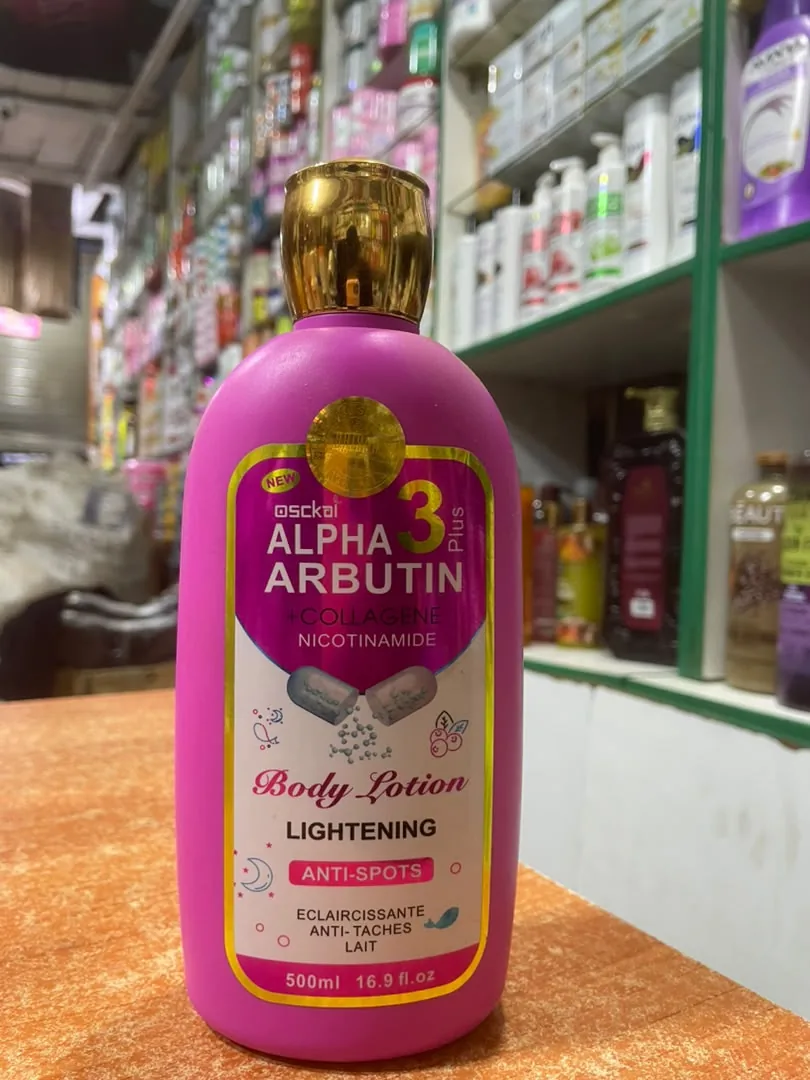 NEW
osckai
ALPHA 3 Plus
ARBUTIN
+COLLAGENE
NICOTINAMIDE
Body Lotion
LIGHTENING
ANTI-SPOTS
ECLAIRCISSANTE
ANTI- TACHES
LAIT
500ml 16.9 fl.oz